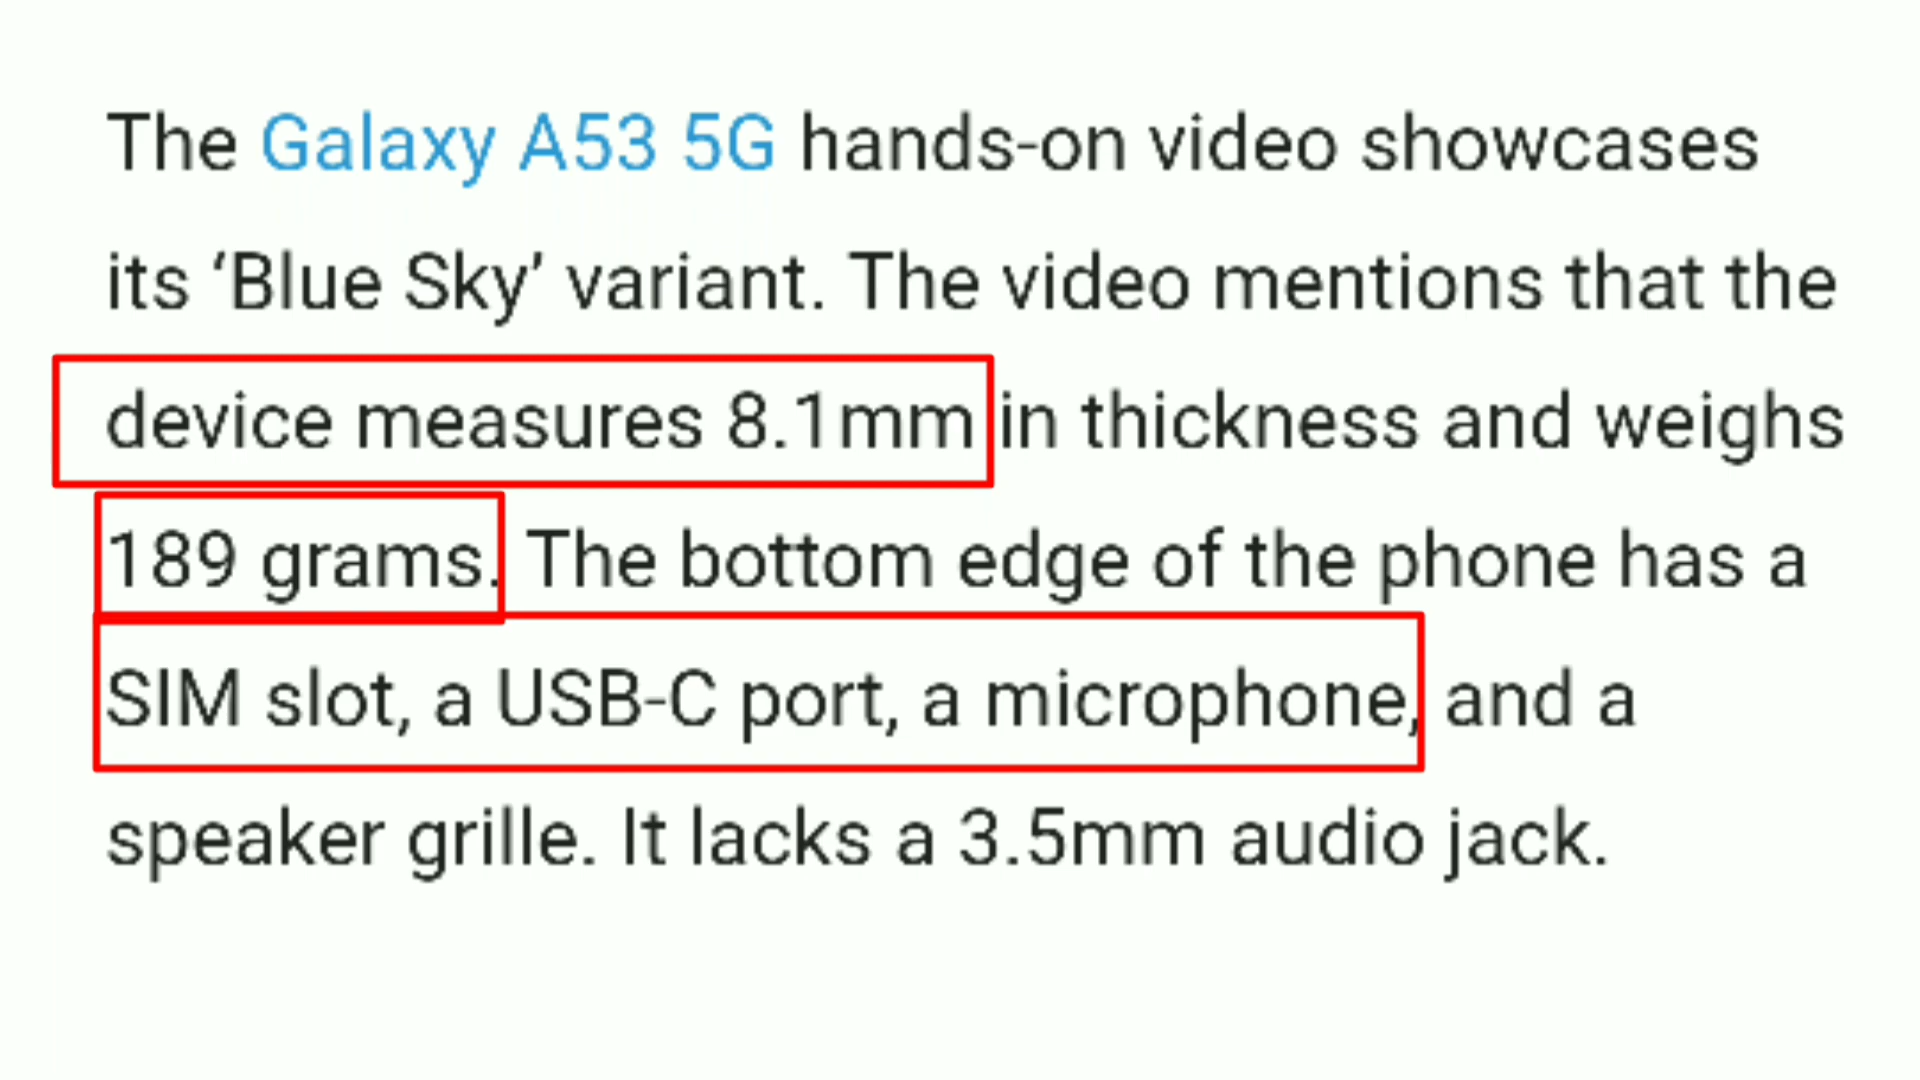 The Galaxy A53 5G hands-on video showcases
its ‘Blue Sky’ variant. The video mentions that the
device measures 8.1mm in thickness and weighs
189 grams. The bottom edge of the phone has a
SIM slot, a USB-C port, a microphone, and a
speaker grille. It lacks a 3.5mm audio jack.